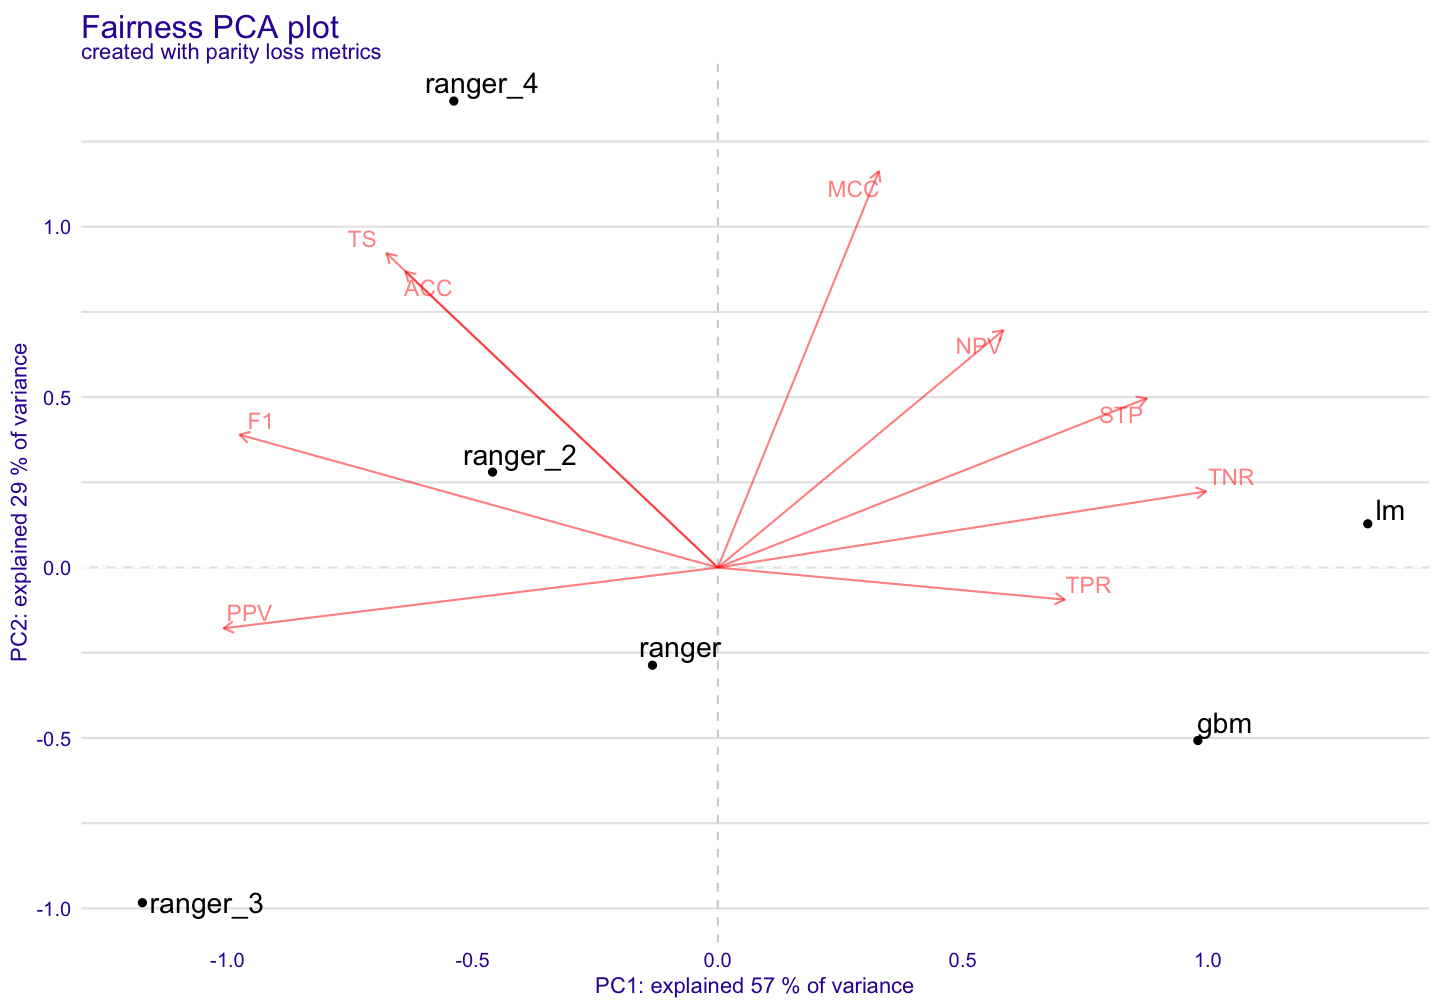 Fairness PCA plot
created with parity loss metrics
ranger_4
MCC
1.0
TS
ACC
NPV
0.5
STP
F1
ranger_2
TNR
lm
0.0
TPR
PPV
ranger
gbm
-0.5
ranger_3
-1.0
PC2: explained 29 % of variance
-1.0 -0.5 0.0 0.5 1.0
PC1: explained 57 % of variance